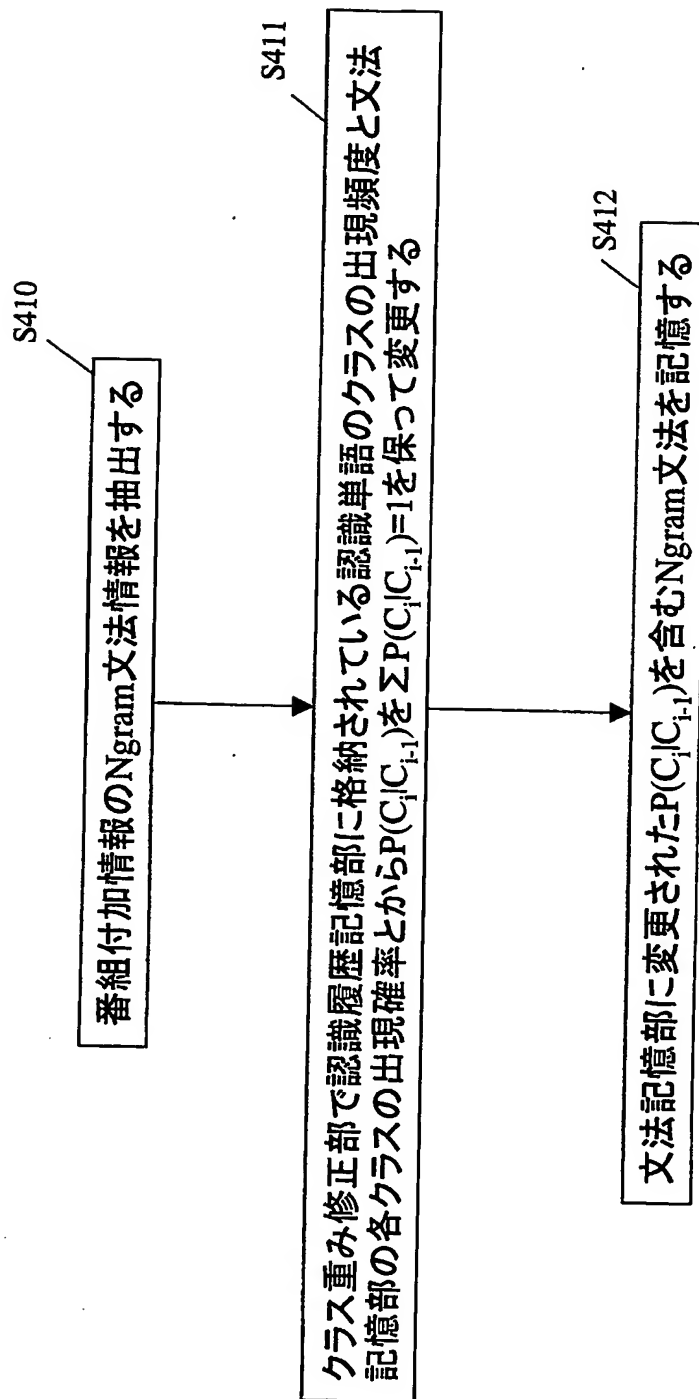 S410
番組付加情報のNgram文法情報を抽出する
S411
クラス重み修正部で認識履歴記憶部に格納されている認識単語のクラスの出現頻度と文法
記憶部の各クラスの出現確率とからP(Cᵢ|Cᵢ₋₁)をΣP(Cᵢ|Cᵢ₋₁)=1を保って変更する
S412
文法記憶部に変更されたP(Cᵢ|Cᵢ₋₁)を含むNgram文法を記憶する